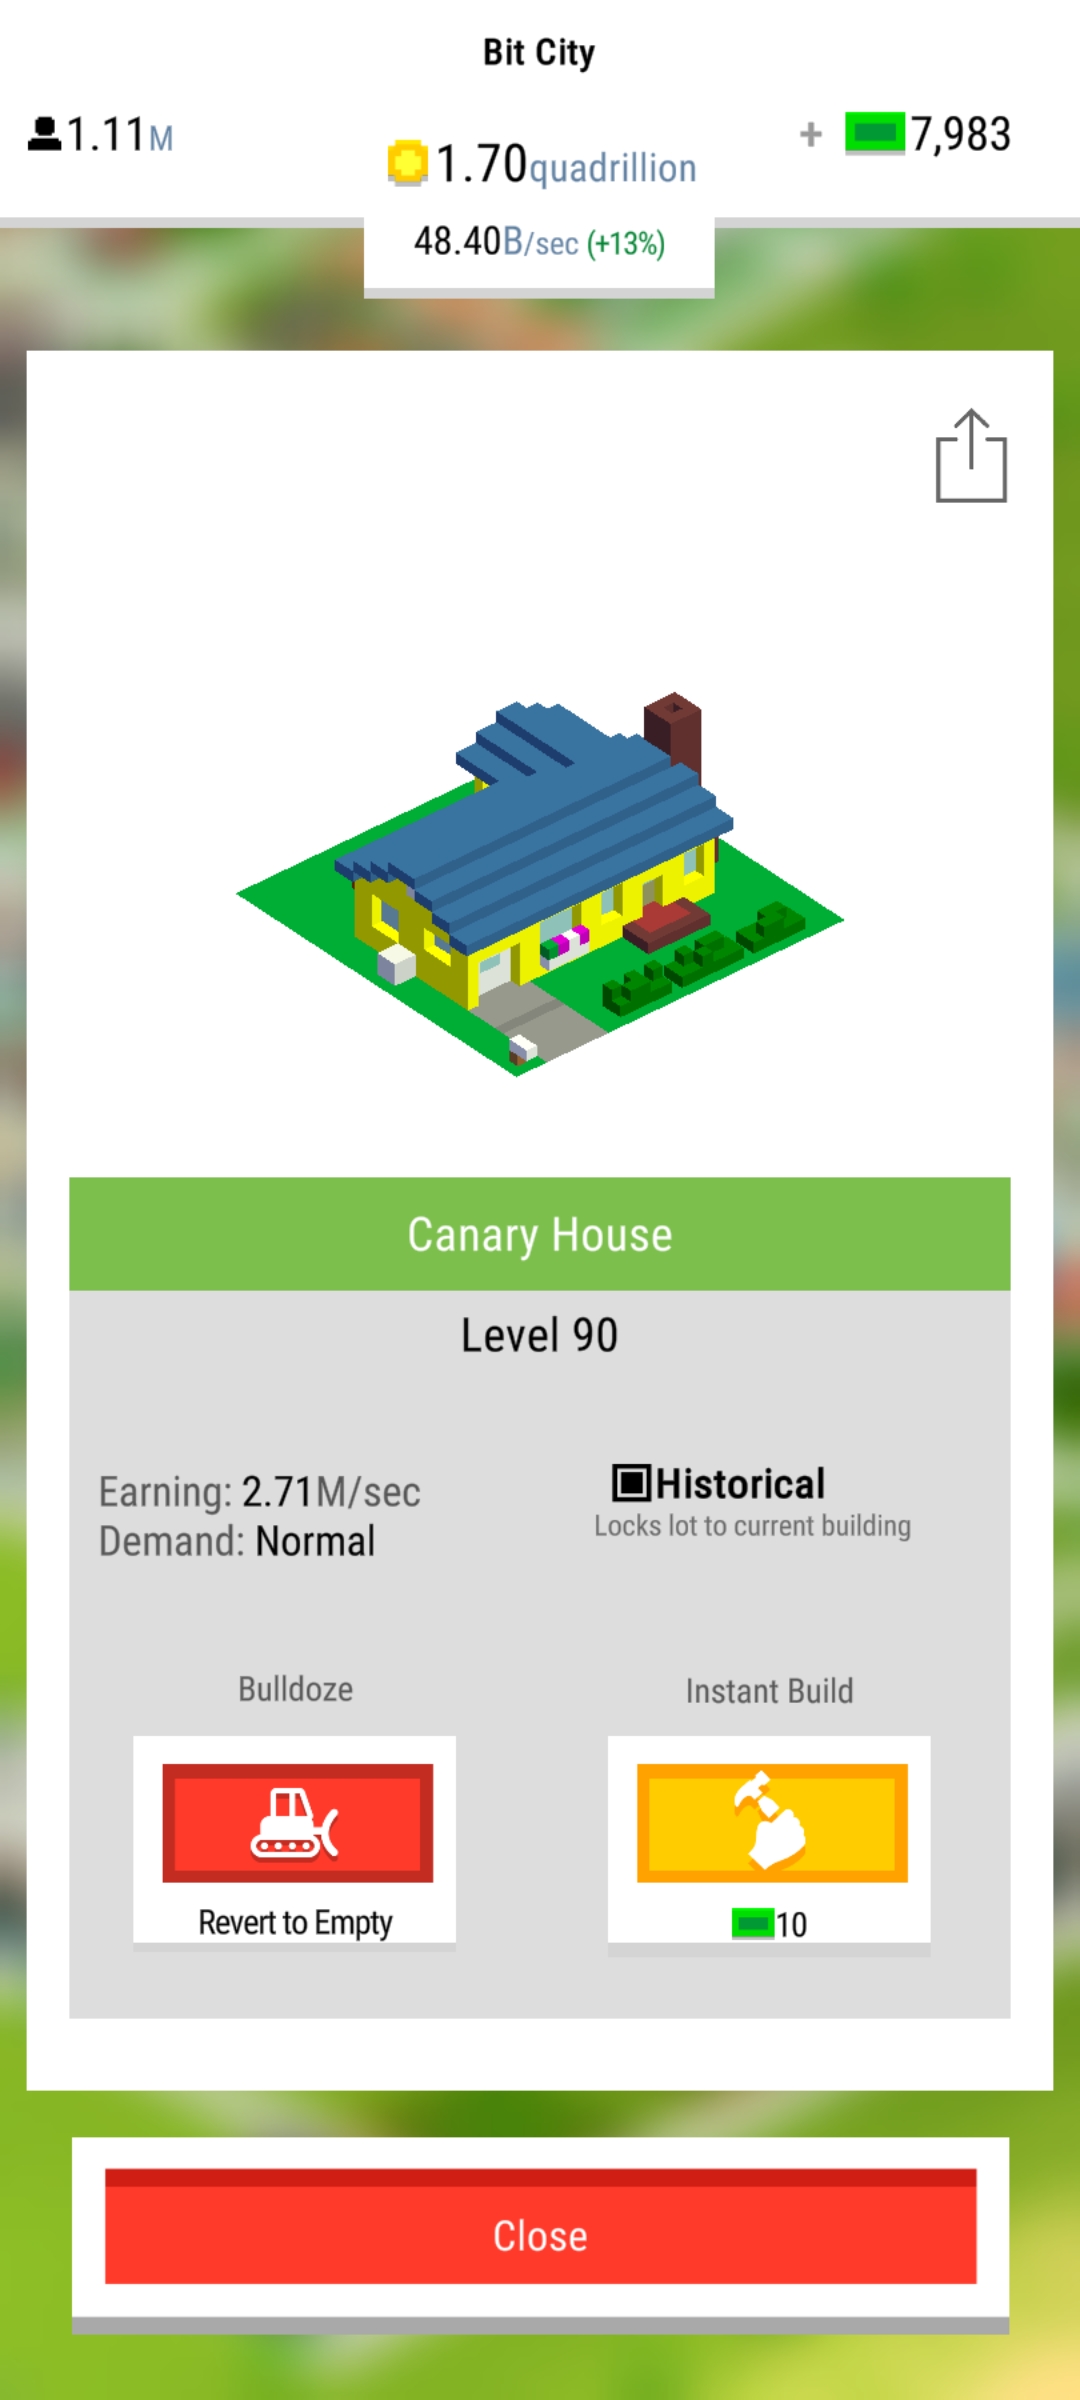 Bit City
1.11M
1.70quadrillion
+ 7,983
48.40B/sec (+13%)
Canary House
Level 90
Earning: 2.71M/sec
Demand: Normal
Historical
Locks lot to current building
Bulldoze
Instant Build
Revert to Empty
10
Close